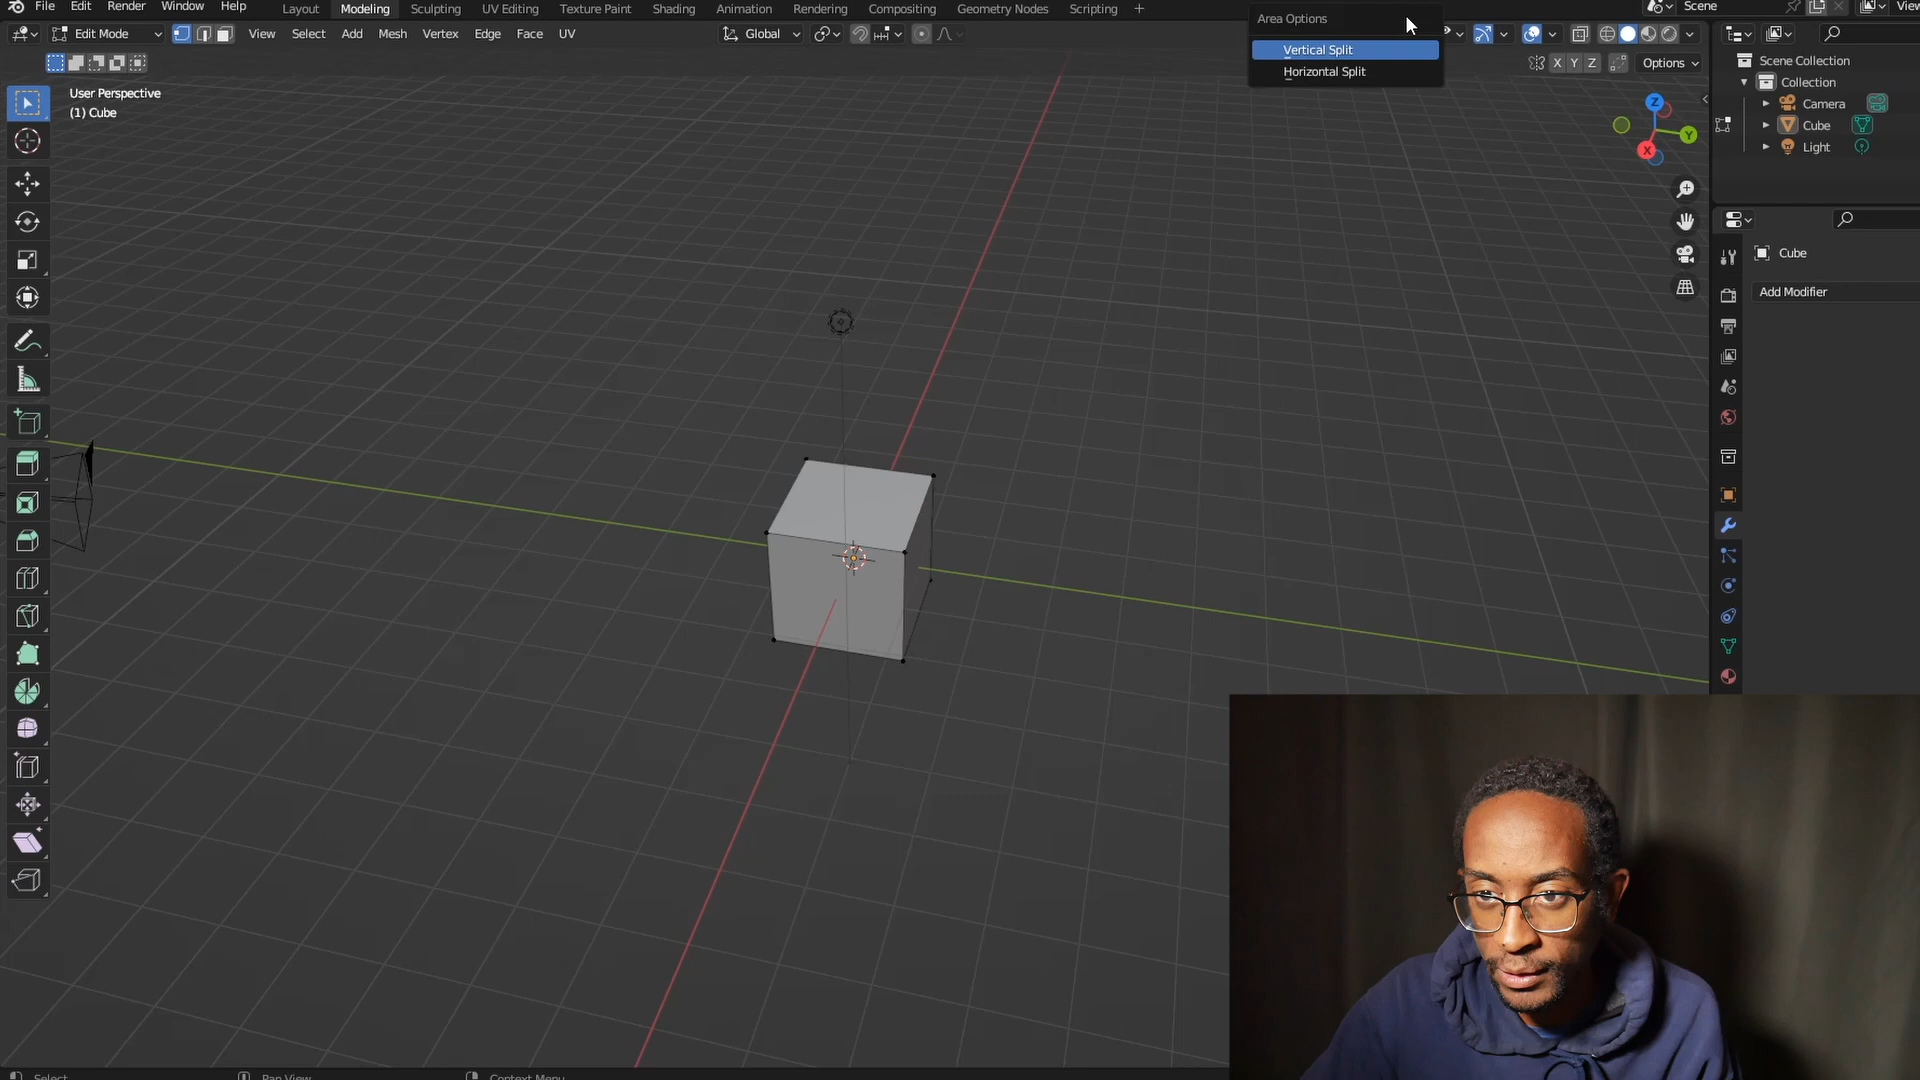 File Edit Render Window Help
Layout Modeling Sculpting UV Editing Texture Paint Shading Animation Rendering Compositing Geometry Nodes Scripting +
Scene
View
Area Options
Vertical Split
Horizontal Split
Edit Mode
View Select Add Mesh Vertex Edge Face UV
Global
X Y Z
Options
User Perspective
(1) Cube
Z
Y
X
Scene Collection
Collection
Camera
Cube
Light
Cube
Add Modifier
Select
Pan View
Context Menu